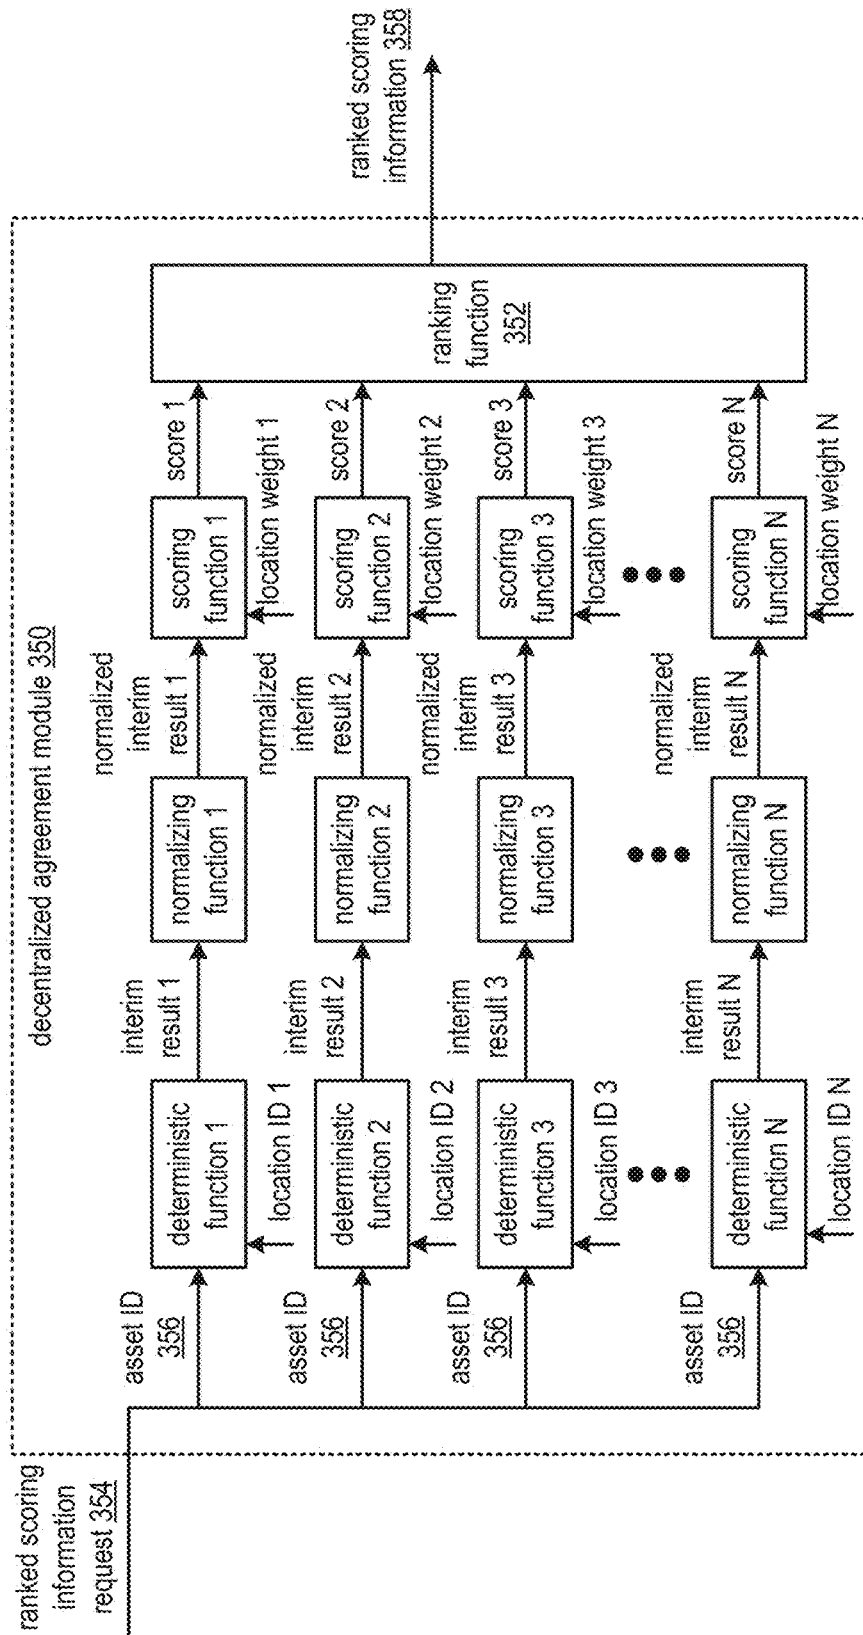 ranked scoring
information
request 354
decentralized agreement module 350
asset ID
356
deterministic
function 1
location ID 1
interim
result 1
normalizing
function 1
normalized
interim
result 1
scoring
function 1
location weight 1
score 1
asset ID
356
deterministic
function 2
location ID 2
interim
result 2
normalizing
function 2
normalized
interim
result 2
scoring
function 2
location weight 2
score 2
asset ID
356
deterministic
function 3
location ID 3
interim
result 3
normalizing
function 3
normalized
interim
result 3
scoring
function 3
location weight 3
score 3
asset ID
356
deterministic
function N
location ID N
interim
result N
normalizing
function N
normalized
interim
result N
scoring
function N
location weight N
score N
ranking
function
352
ranked scoring
information 358